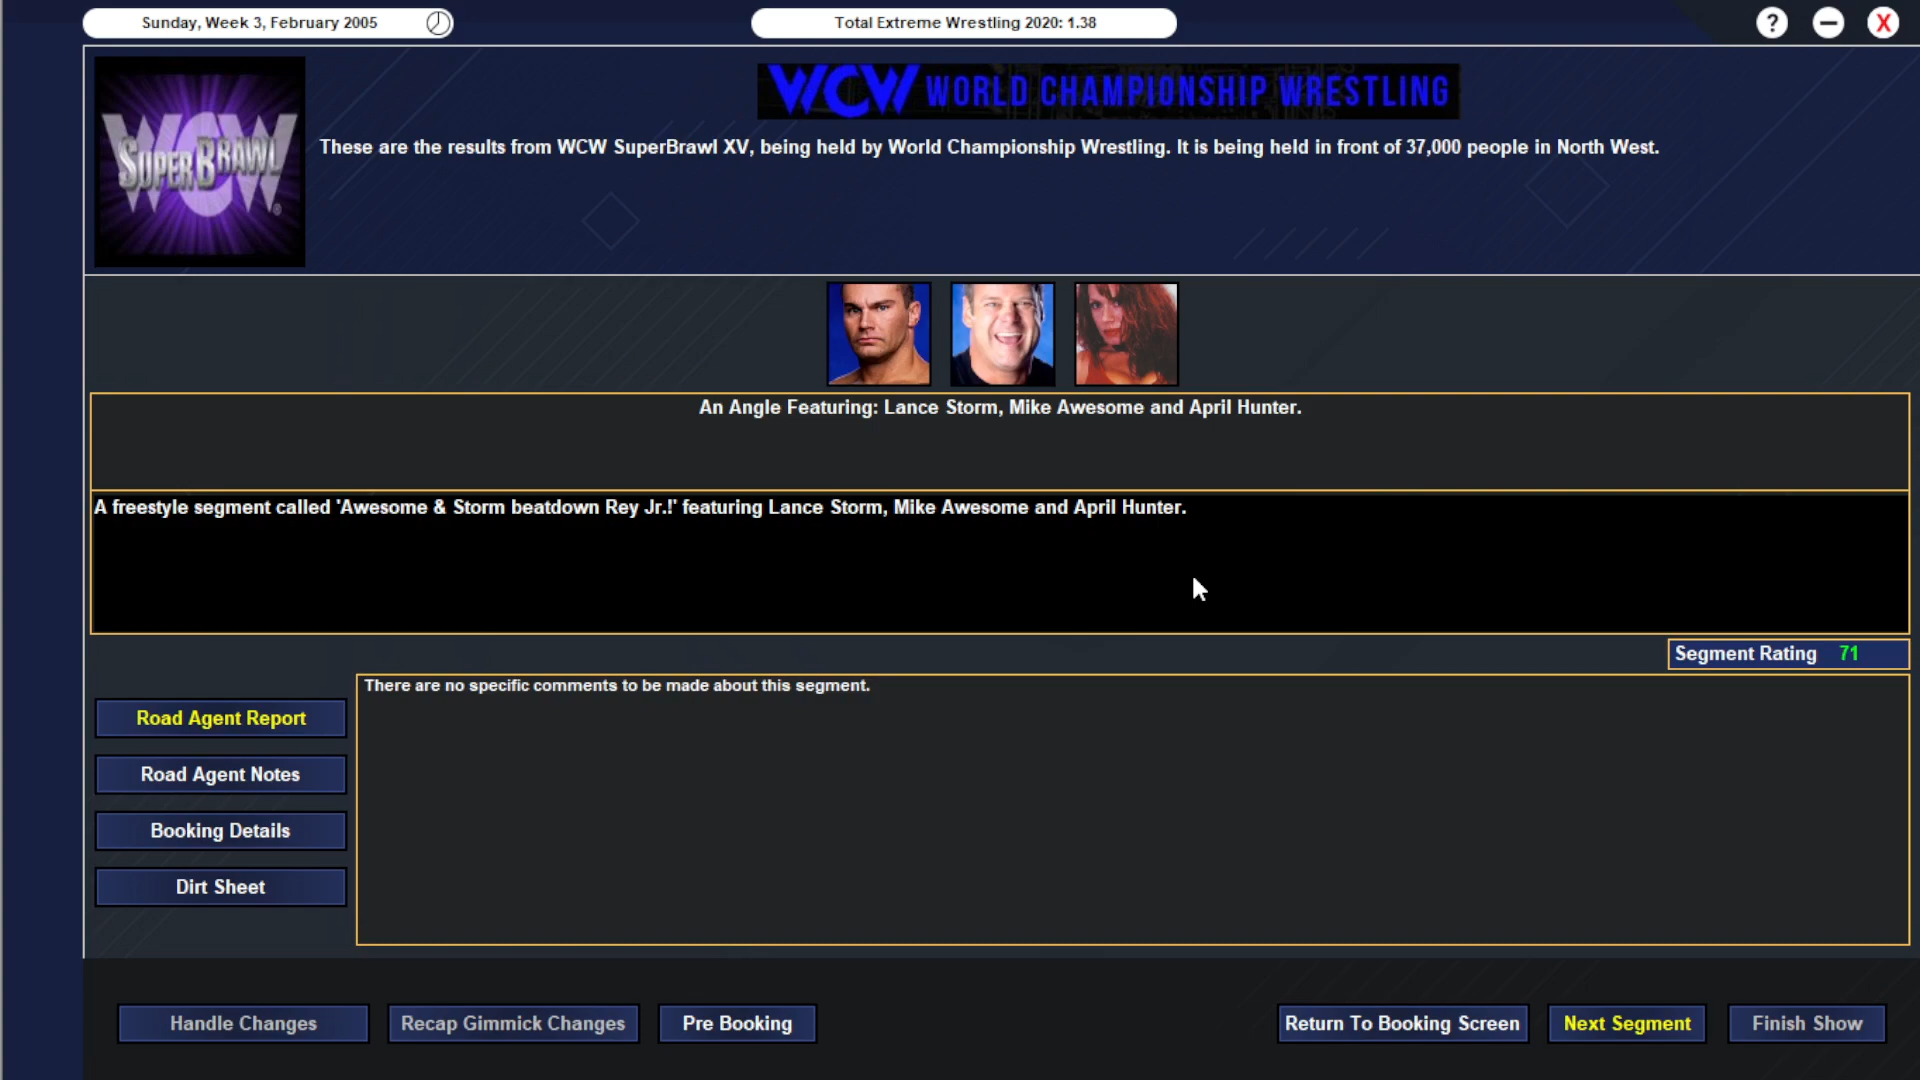 Sunday, Week 3, February 2005
Total Extreme Wrestling 2020: 1.38
?
X
WCW WORLD CHAMPIONSHIP WRESTLING
WCW
SUPERBRAWL
®
These are the results from WCW SuperBrawl XV, being held by World Championship Wrestling. It is being held in front of 37,000 people in North West.
An Angle Featuring: Lance Storm, Mike Awesome and April Hunter.
A freestyle segment called 'Awesome & Storm beatdown Rey Jr.!' featuring Lance Storm, Mike Awesome and April Hunter.
Segment Rating 71
There are no specific comments to be made about this segment.
Road Agent Report
Road Agent Notes
Booking Details
Dirt Sheet
Handle Changes
Recap Gimmick Changes
Pre Booking
Return To Booking Screen
Next Segment
Finish Show